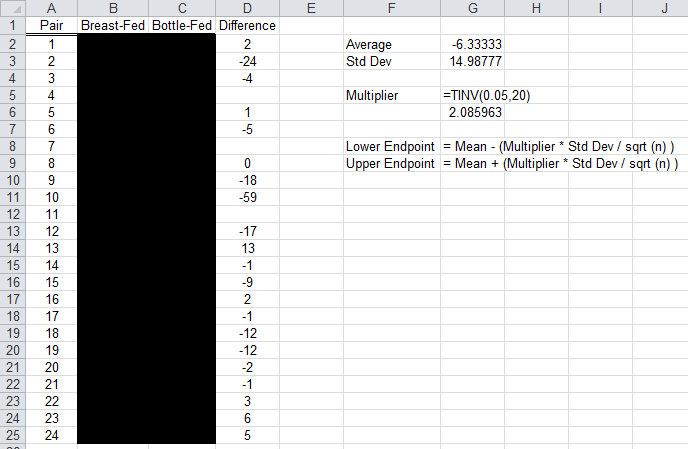 A B C D E F G H I J
1 Pair Breast-Fed Bottle-Fed Difference
2 1 2 Average -6.33333
3 2 -24 Std Dev 14.98777
4 3 -4
5 4 Multiplier =TINV(0.05,20)
6 5 1 2.085963
7 6 -5
8 7 Lower Endpoint = Mean - (Multiplier * Std Dev / sqrt (n) )
9 8 0 Upper Endpoint = Mean + (Multiplier * Std Dev / sqrt (n) )
10 9 -18
11 10 -59
12 11
13 12 -17
14 13 13
15 14 -1
16 15 -9
17 16 2
18 17 -1
19 18 -12
20 19 -12
21 20 -2
22 21 -1
23 22 3
24 23 6
25 24 5